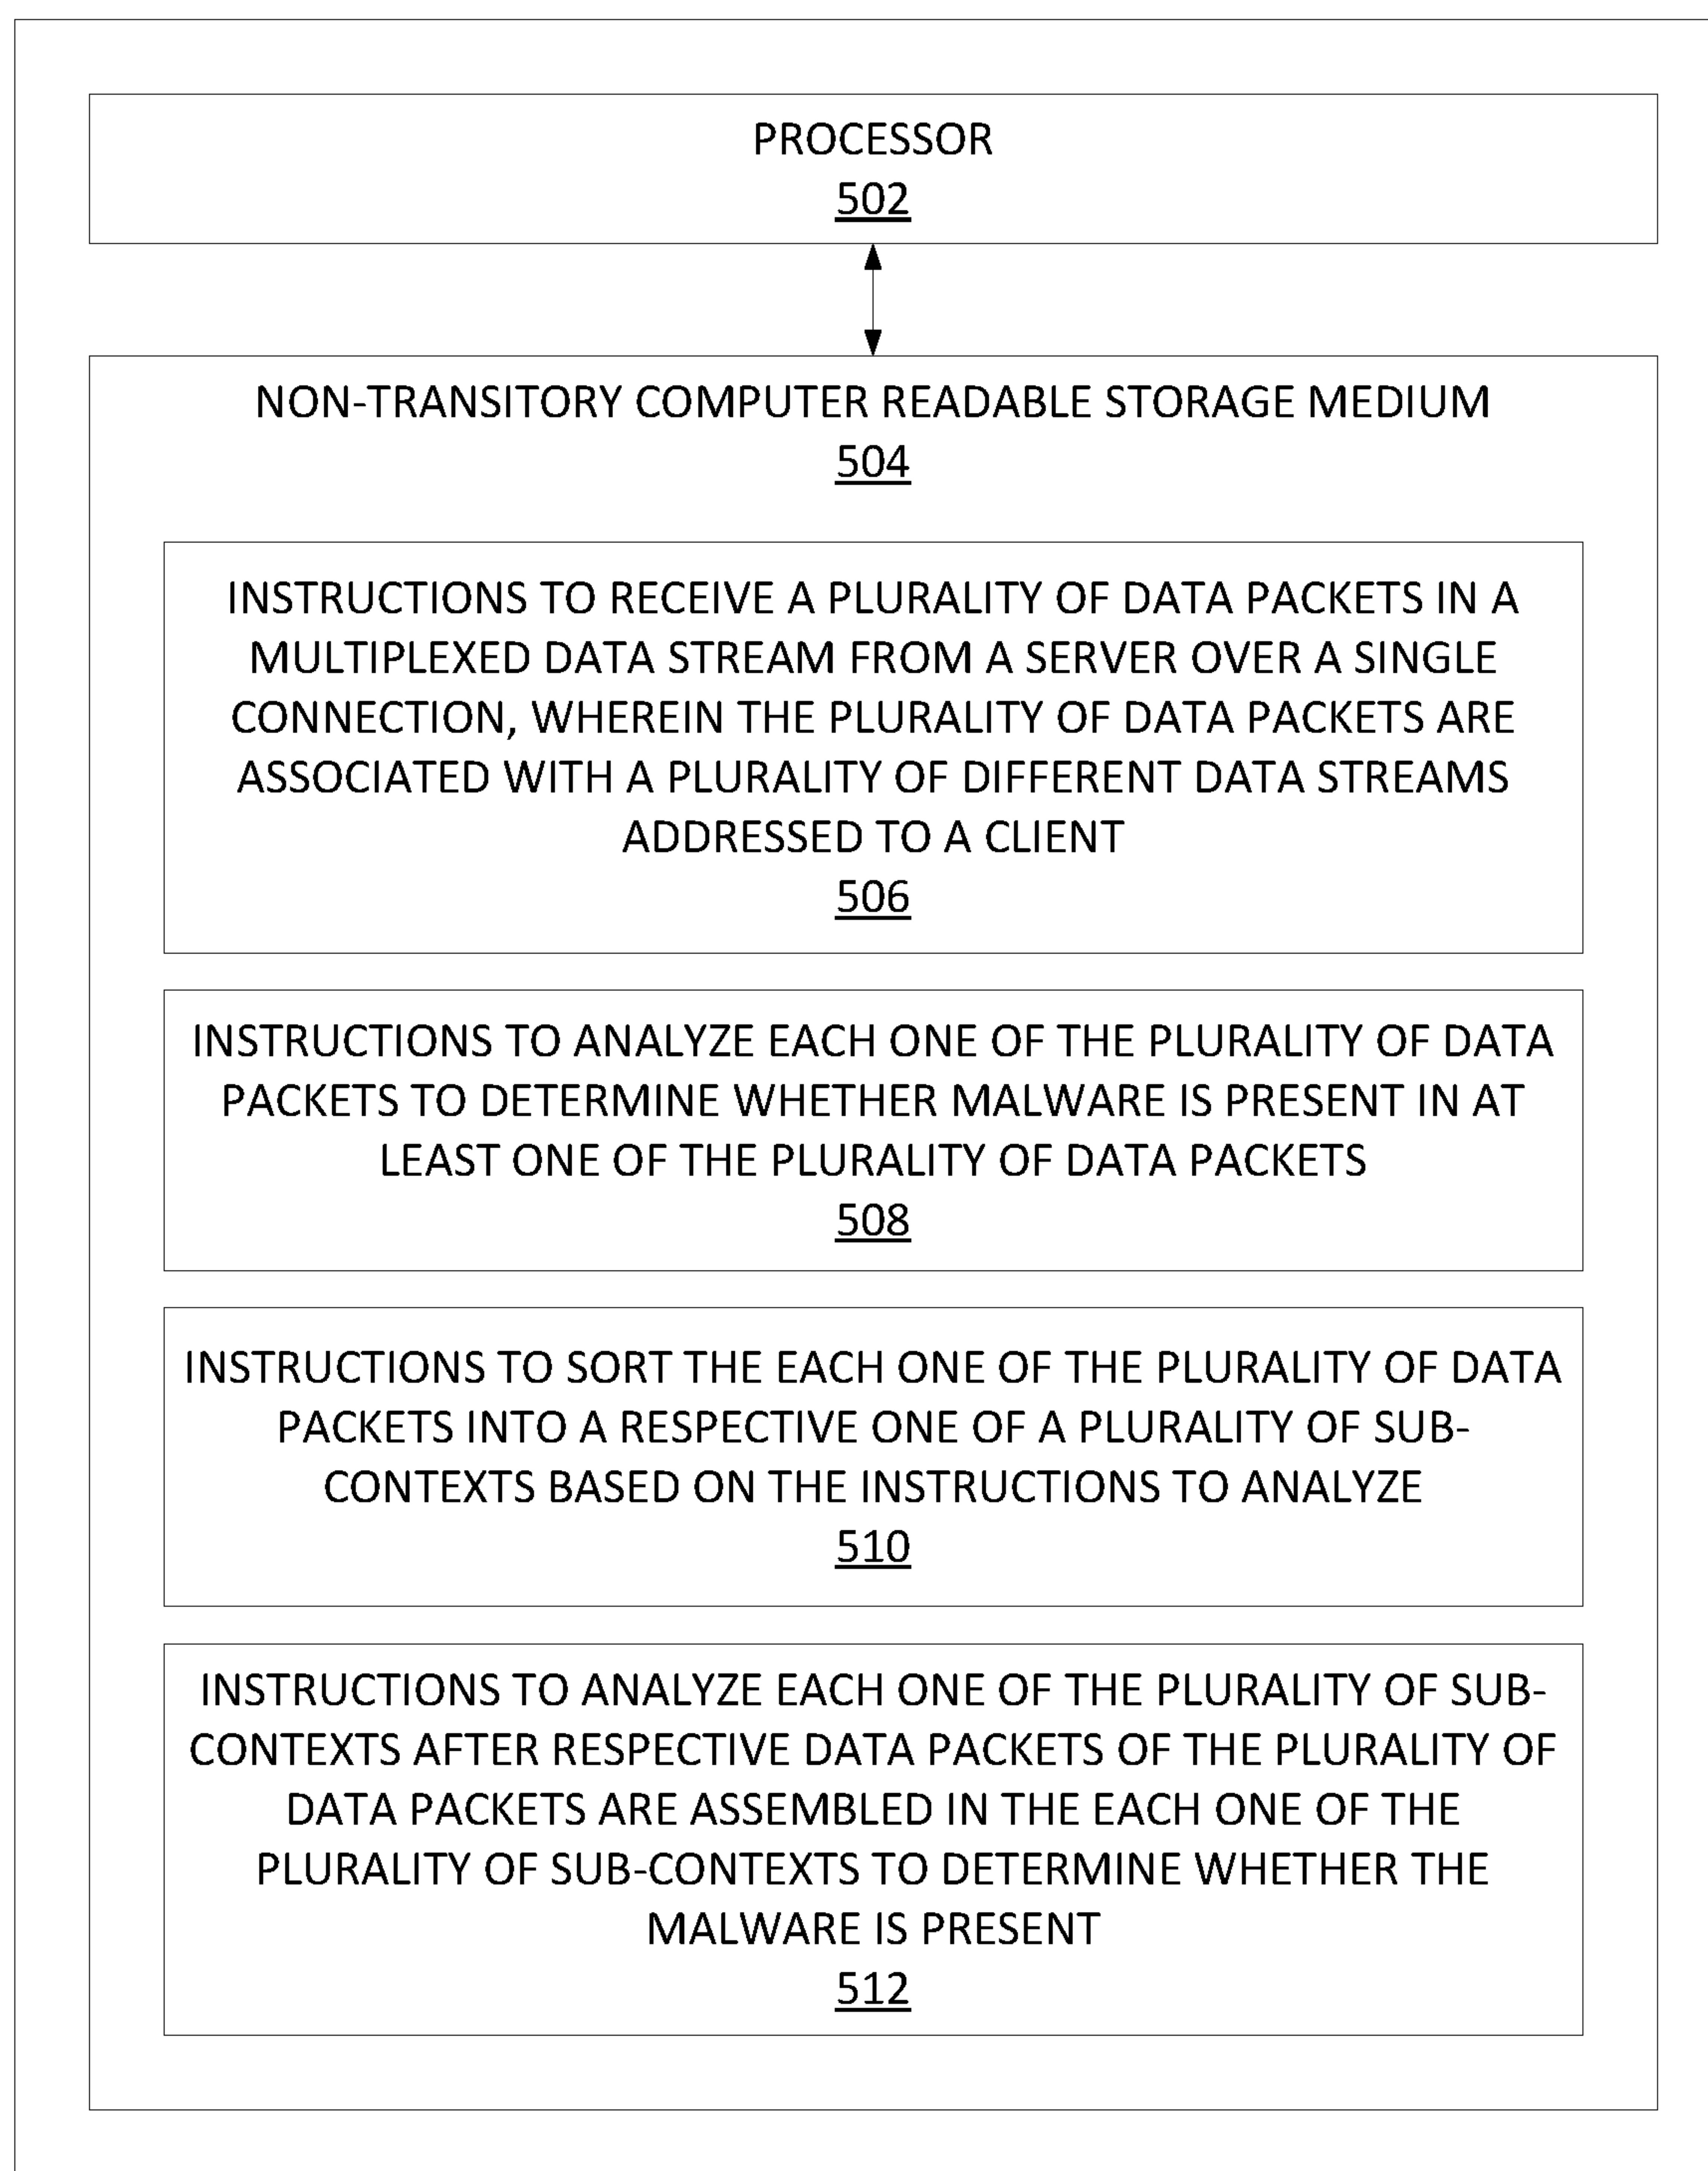 PROCESSOR
502
NON-TRANSITORY COMPUTER READABLE STORAGE MEDIUM
504
INSTRUCTIONS TO RECEIVE A PLURALITY OF DATA PACKETS IN A
MULTIPLEXED DATA STREAM FROM A SERVER OVER A SINGLE
CONNECTION, WHEREIN THE PLURALITY OF DATA PACKETS ARE
ASSOCIATED WITH A PLURALITY OF DIFFERENT DATA STREAMS
ADDRESSED TO A CLIENT
506
INSTRUCTIONS TO ANALYZE EACH ONE OF THE PLURALITY OF DATA
PACKETS TO DETERMINE WHETHER MALWARE IS PRESENT IN AT
LEAST ONE OF THE PLURALITY OF DATA PACKETS
508
INSTRUCTIONS TO SORT THE EACH ONE OF THE PLURALITY OF DATA
PACKETS INTO A RESPECTIVE ONE OF A PLURALITY OF SUB-
CONTEXTS BASED ON THE INSTRUCTIONS TO ANALYZE
510
INSTRUCTIONS TO ANALYZE EACH ONE OF THE PLURALITY OF SUB-
CONTEXTS AFTER RESPECTIVE DATA PACKETS OF THE PLURALITY OF
DATA PACKETS ARE ASSEMBLED IN THE EACH ONE OF THE
PLURALITY OF SUB-CONTEXTS TO DETERMINE WHETHER THE
MALWARE IS PRESENT
512